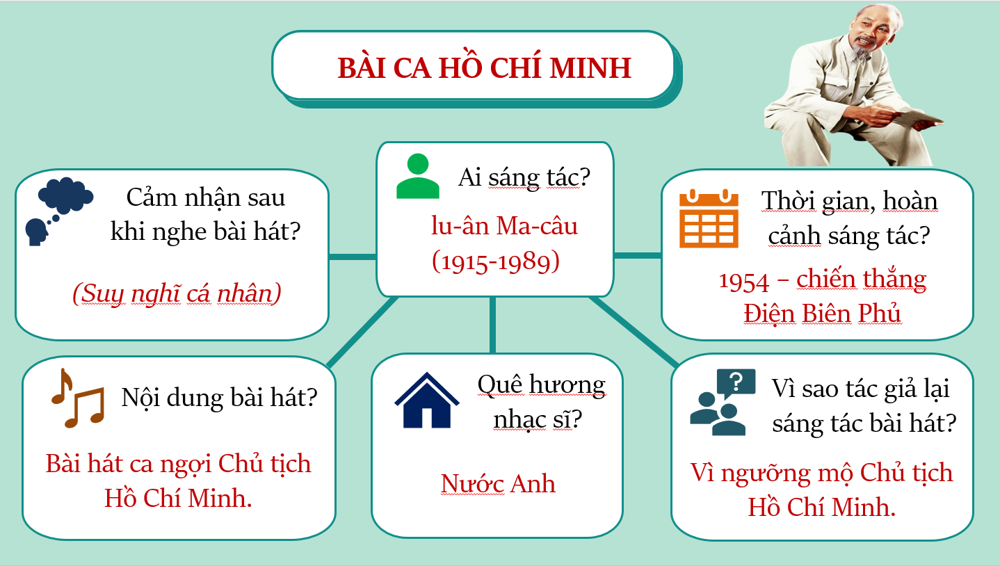 BÀI CA HỒ CHÍ MINH
Cảm nhận sau
khi nghe bài hát?
(Suy nghĩ cá nhân)
Ai sáng tác?
lu-ân Ma-câu
(1915-1989)
Thời gian, hoàn
cảnh sáng tác?
1954 – chiến thắng
Điện Biên Phủ
Nội dung bài hát?
Bài hát ca ngợi Chủ tịch
Hồ Chí Minh.
Quê hương
nhạc sĩ?
Nước Anh
?
Vì sao tác giả lại
sáng tác bài hát?
Vì ngưỡng mộ Chủ tịch
Hồ Chí Minh.